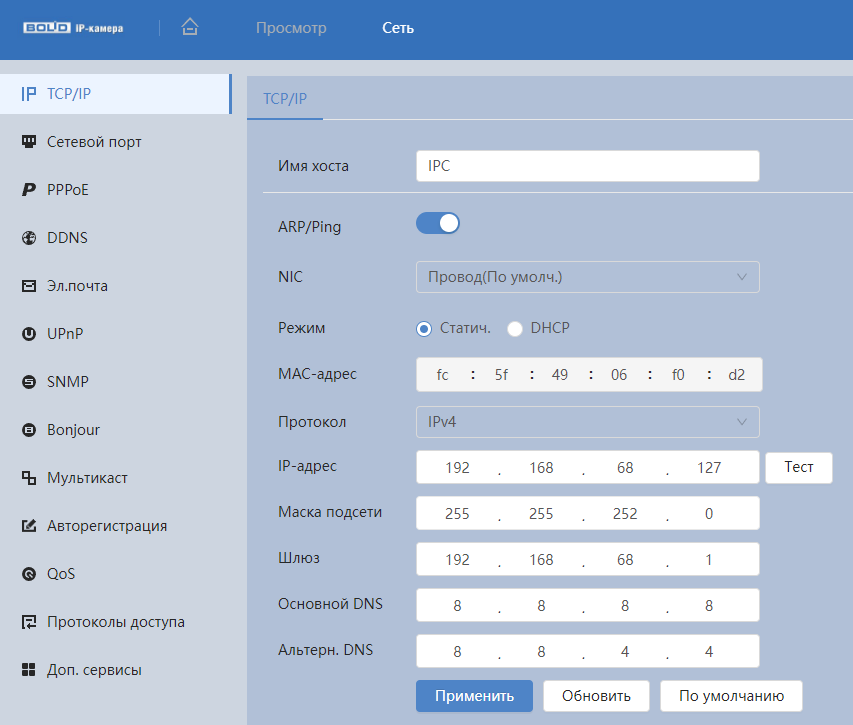 BOLID IP-камера Просмотр Сеть
TCP/IP
Сетевой порт
PPPoE
DDNS
Эл.почта
UPnP
SNMP
Bonjour
Мультикаст
Авторегистрация
QoS
Протоколы доступа
Доп. сервисы
TCP/IP
Имя хоста IPC
ARP/Ping
NIC Провод(По умолч.)
Режим Статич. DHCP
MAC-адрес fc : 5f : 49 : 06 : f0 : d2
Протокол IPv4
IP-адрес 192 . 168 . 68 . 127 Тест
Маска подсети 255 . 255 . 252 . 0
Шлюз 192 . 168 . 68 . 1
Основной DNS 8 . 8 . 8 . 8
Альтерн. DNS 8 . 8 . 4 . 4
Применить Обновить По умолчанию